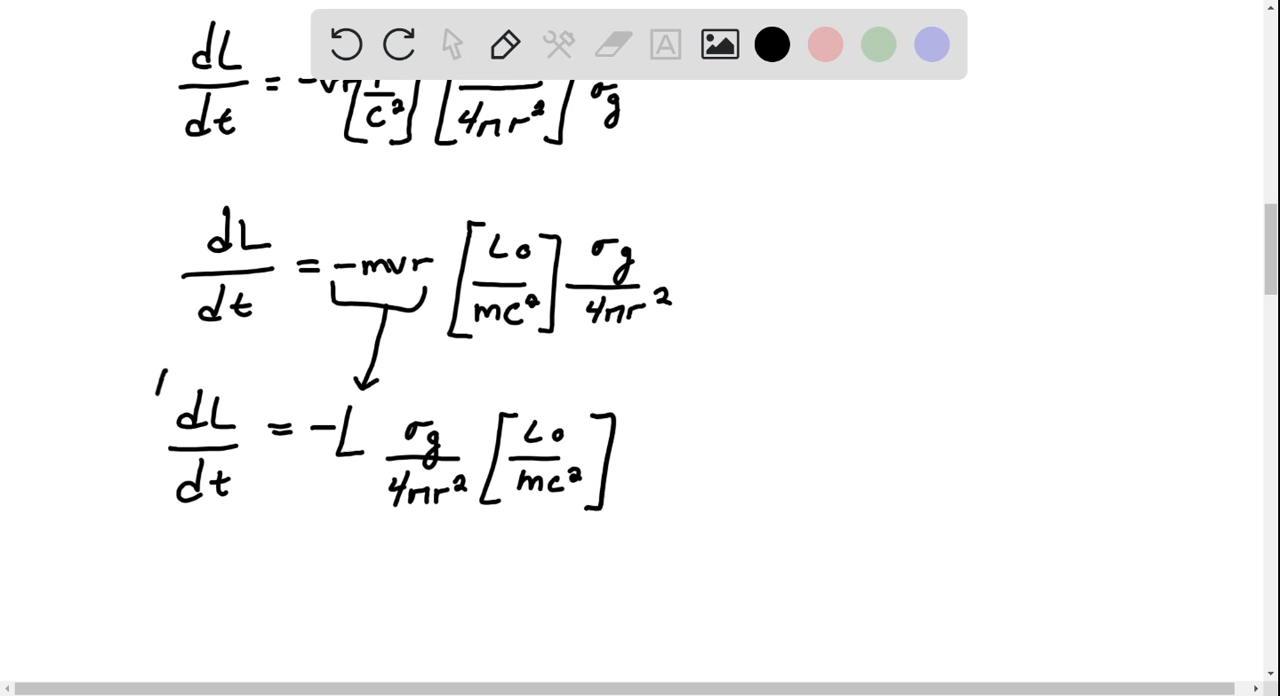 dL/dt = -vr [1/c²] [ /4πr²] σg
dL/dt = -mvr [L₀/mc²] σg/4πr²
dL/dt = -L σg/4πr² [L₀/mc²]